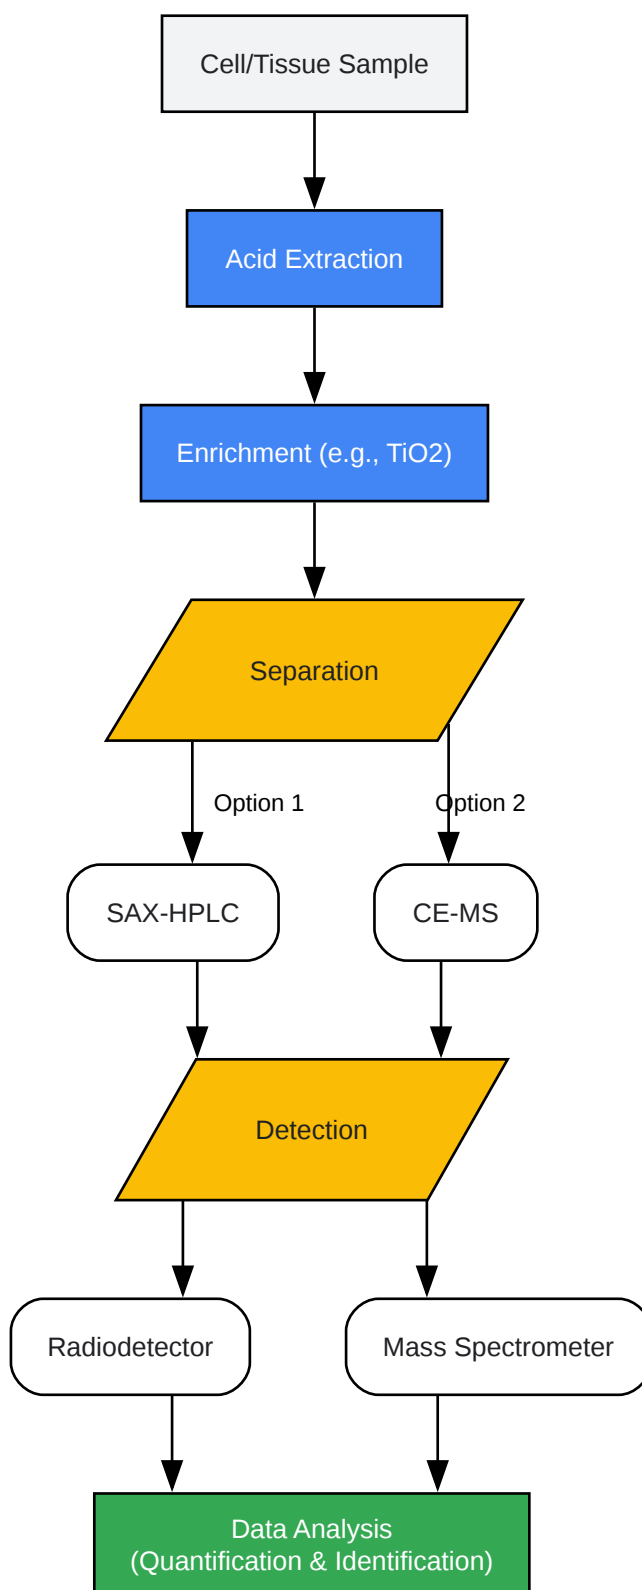 Cell/Tissue Sample
Acid Extraction
Enrichment (e.g., TiO2)
Separation
Option 1
Option 2
SAX-HPLC
CE-MS
Detection
Radiodetector
Mass Spectrometer
Data Analysis
(Quantification & Identification)